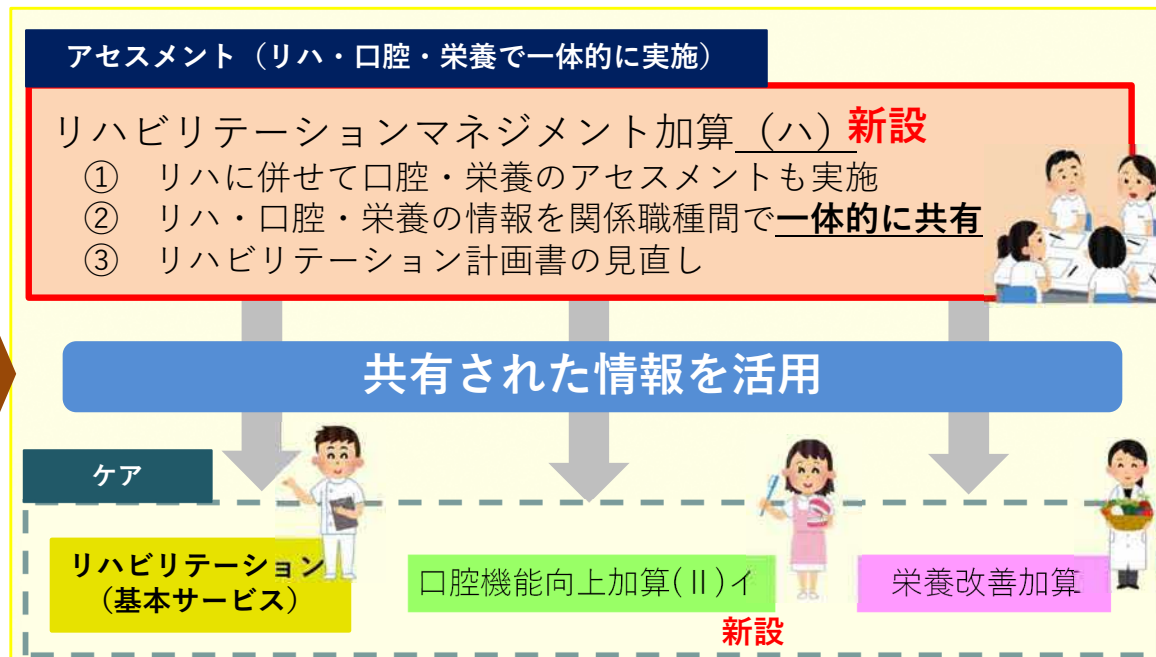 アセスメント（リハ・口腔・栄養で一体的に実施）
リハビリテーションマネジメント加算（ハ）新設
① リハに併せて口腔・栄養のアセスメントも実施
② リハ・口腔・栄養の情報を関係職種間で一体的に共有
③ リハビリテーション計画書の見直し
共有された情報を活用
ケア
リハビリテーション
（基本サービス）
口腔機能向上加算(Ⅱ)イ
新設
栄養改善加算